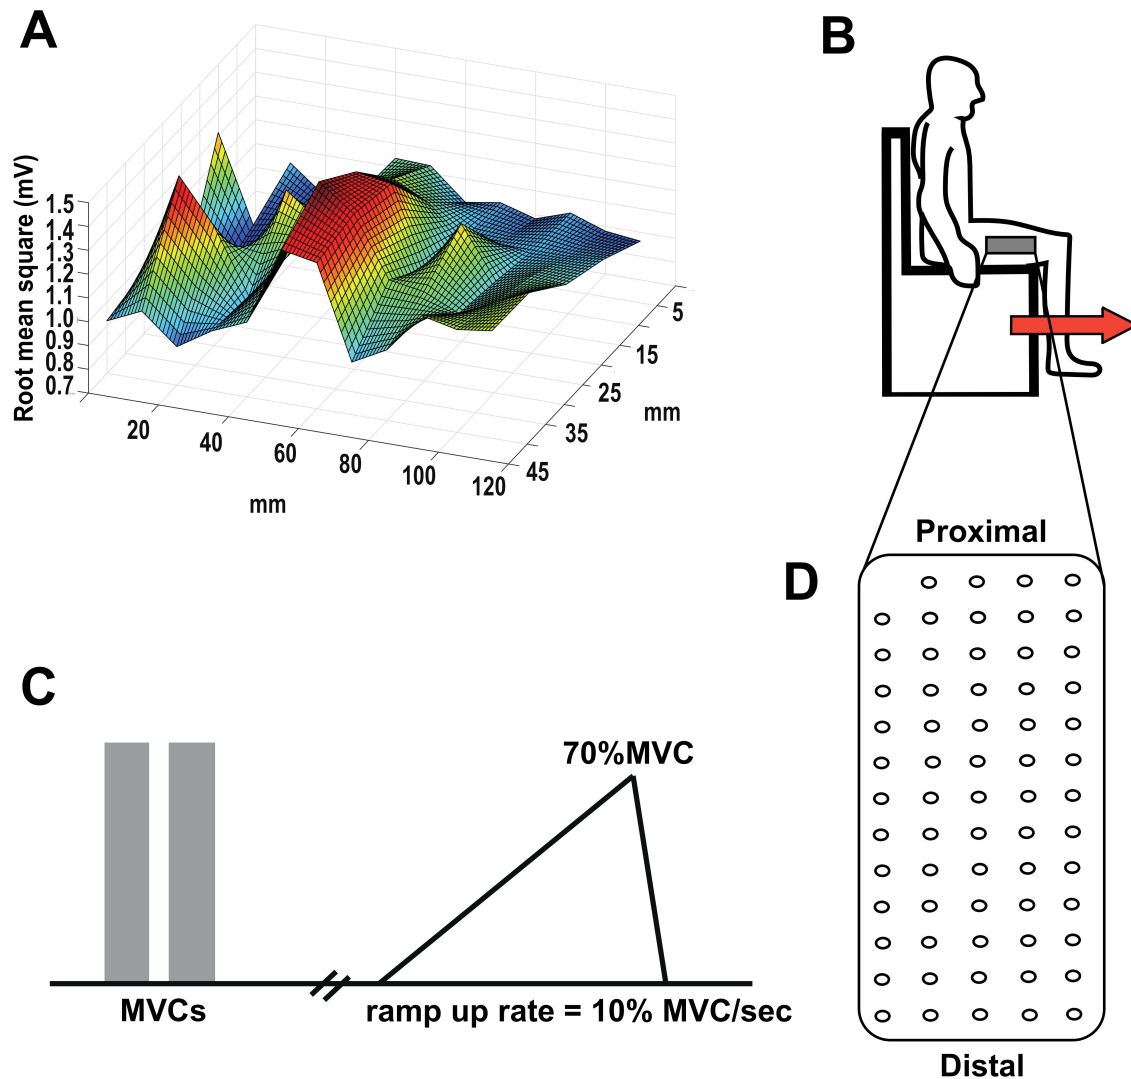 A
Root mean square (mV)
1.5
1.4
1.3
1.2
1.1
1.0
0.9
0.8
0.7
20
40
60
80
100
120
mm
5
15
25
35
45
mm
B
C
70%MVC
MVCs
ramp up rate = 10% MVC/sec
D
Proximal
Distal